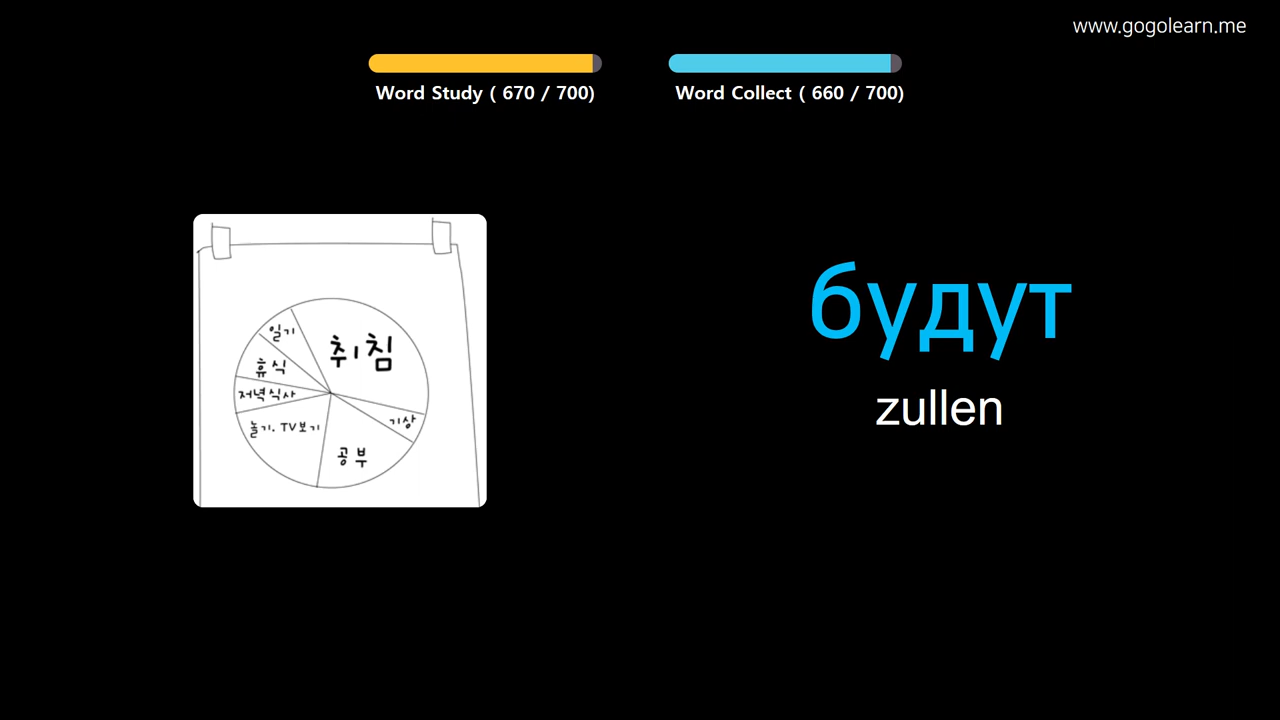 www.gogolearn.me
Word Study ( 670 / 700)
Word Collect ( 660 / 700)
일기
취침
휴식
저녁식사
기상
놀기. TV보기
공부
будут
zullen